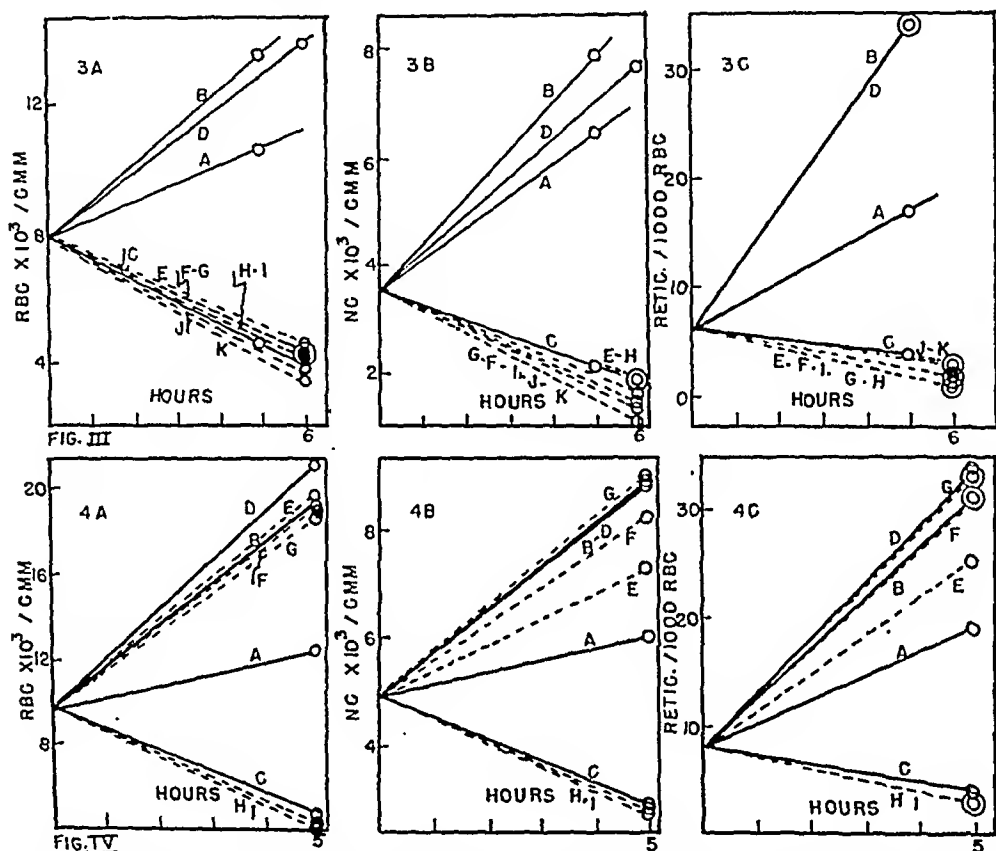 3A
RBC X10³/CMM
12
8
4
B
D
A
C
E
F-G
H-I
J
K
HOURS
6
FIG. III
3B
NC X10³/CMM
8
6
4
2
B
D
A
C
E-H
G-F-I-
J-
K
HOURS
6
3C
RETIC./1000 RBC
30
20
10
0
B
D
A
C
J-K
E-F-I-
G-H
HOURS
6
4A
RBC X10³/CMM
20
16
12
8
D
E
B
F
G
F
A
C
H
I
HOURS
5
FIG. IV
4B
NC X10³/CMM
8
6
4
G
D
B
F
E
A
C
H,I
HOURS
5
4C
RETIC./1000 RBC
30
20
10
G
D
F
B
E
A
C
H I
HOURS
5